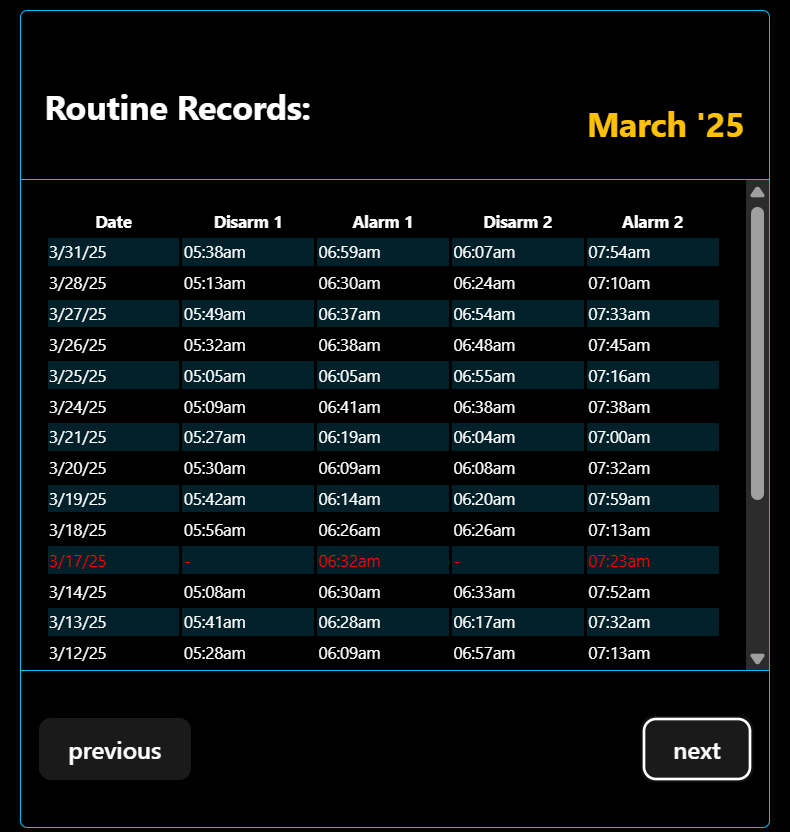 Routine Records:
March '25
Date Disarm 1 Alarm 1 Disarm 2 Alarm 2
3/31/25 05:38am 06:59am 06:07am 07:54am
3/28/25 05:13am 06:30am 06:24am 07:10am
3/27/25 05:49am 06:37am 06:54am 07:33am
3/26/25 05:32am 06:38am 06:48am 07:45am
3/25/25 05:05am 06:05am 06:55am 07:16am
3/24/25 05:09am 06:41am 06:38am 07:38am
3/21/25 05:27am 06:19am 06:04am 07:00am
3/20/25 05:30am 06:09am 06:08am 07:32am
3/19/25 05:42am 06:14am 06:20am 07:59am
3/18/25 05:56am 06:26am 06:26am 07:13am
3/17/25 - 06:32am - 07:23am
3/14/25 05:08am 06:30am 06:33am 07:52am
3/13/25 05:41am 06:28am 06:17am 07:32am
3/12/25 05:28am 06:09am 06:57am 07:13am
previous next